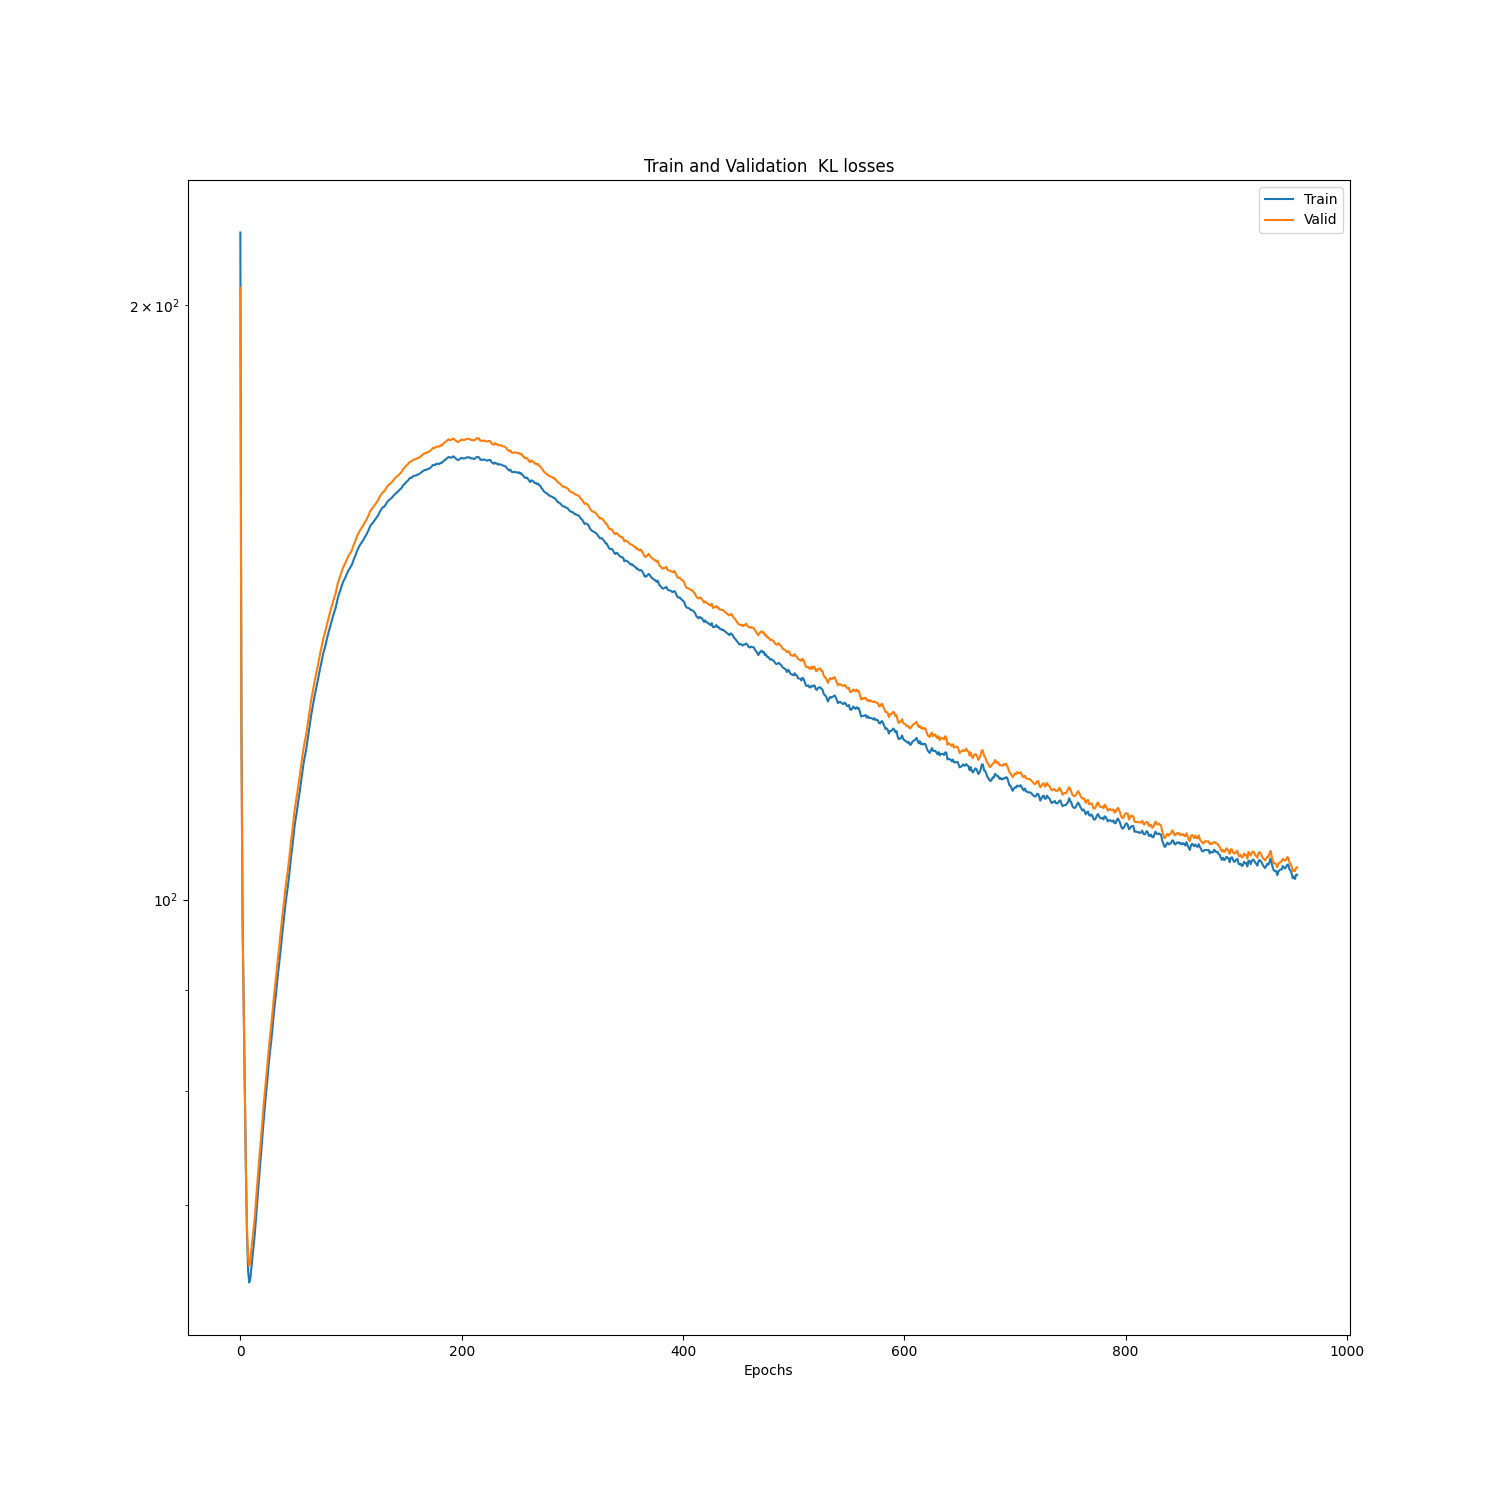 Train and Validation  KL losses
Train
Valid
2 × 10²
10²
0 200 400 600 800 1000
Epochs